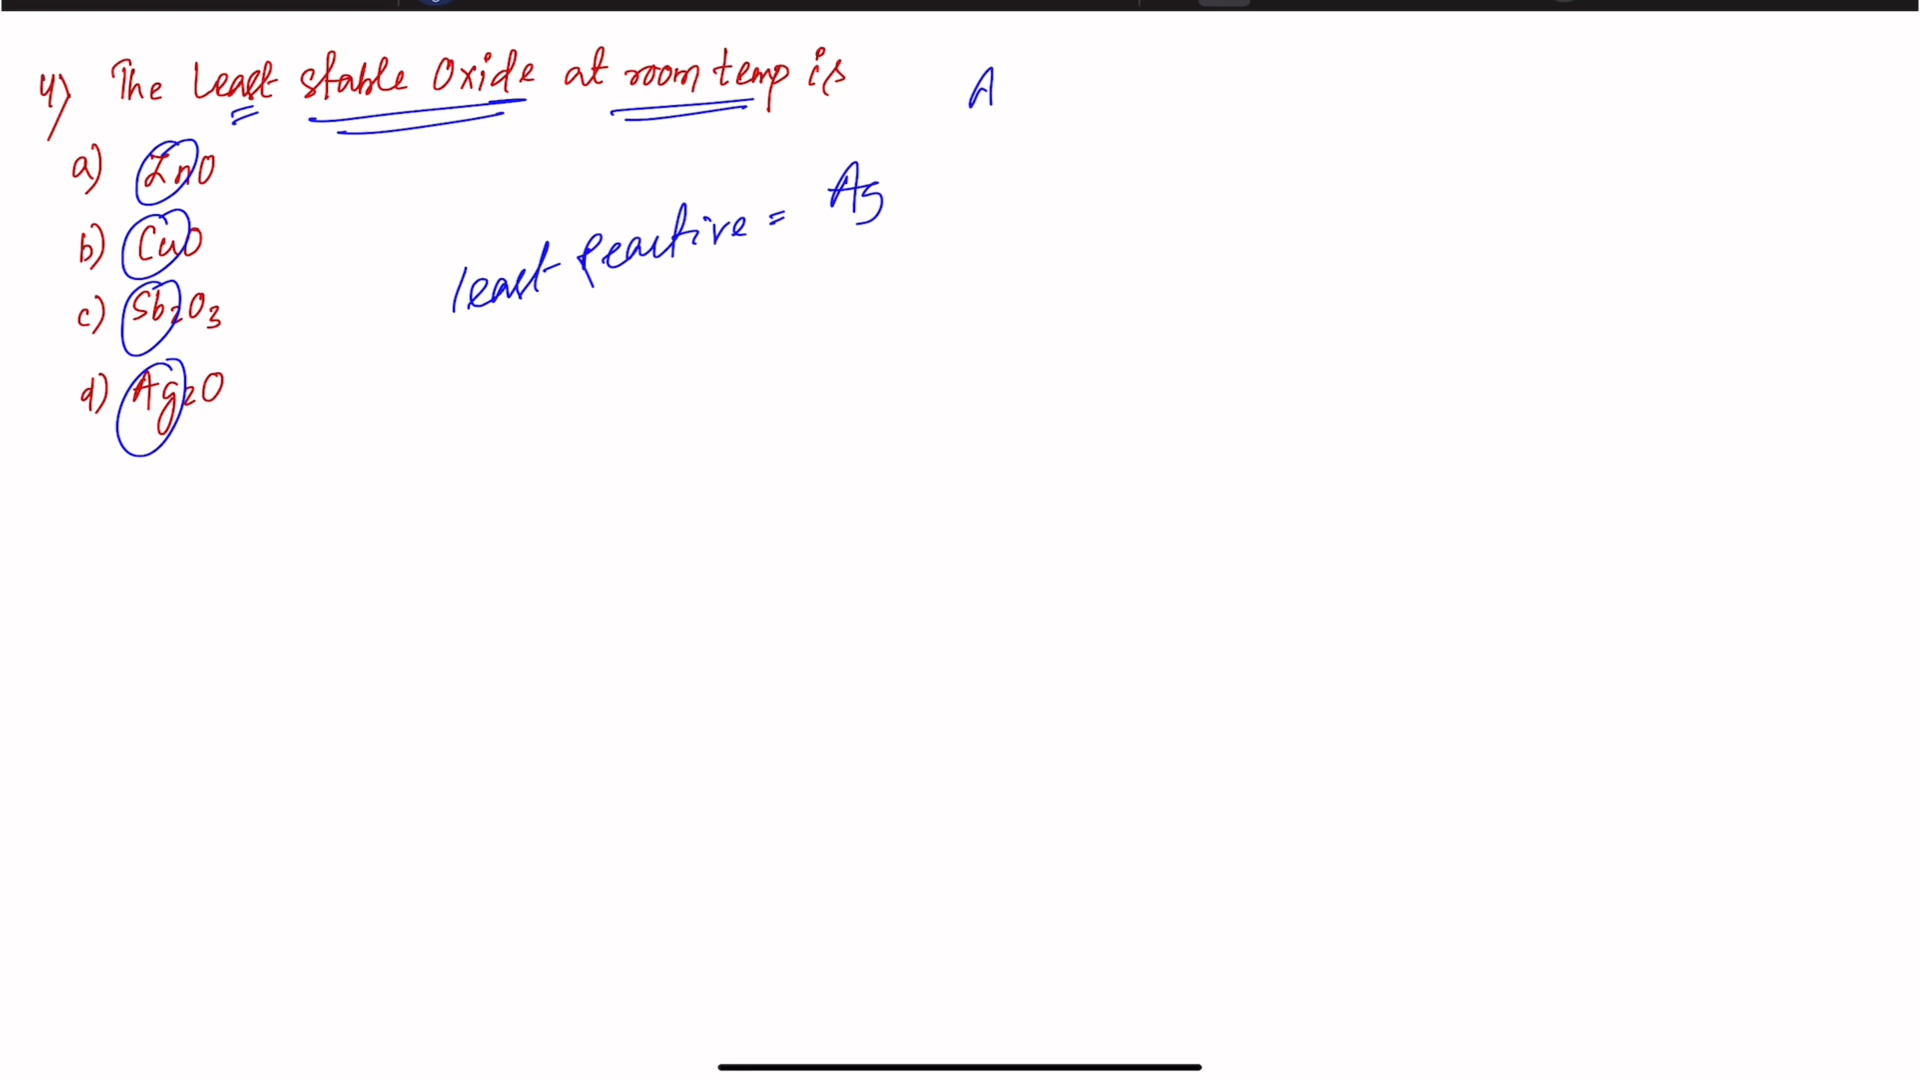 4) The Least stable Oxide at room temp is
A
a) ZnO
b) CuO
c) Sb2O3
d) Ag2O
least Reactive = Ag